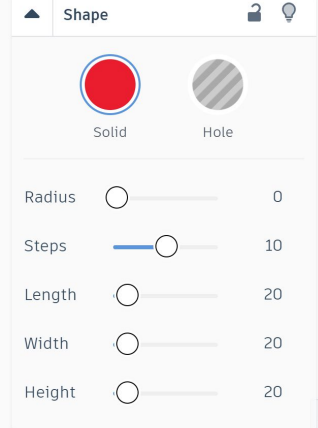 Shape
Solid Hole
Radius 0
Steps 10
Length 20
Width 20
Height 20